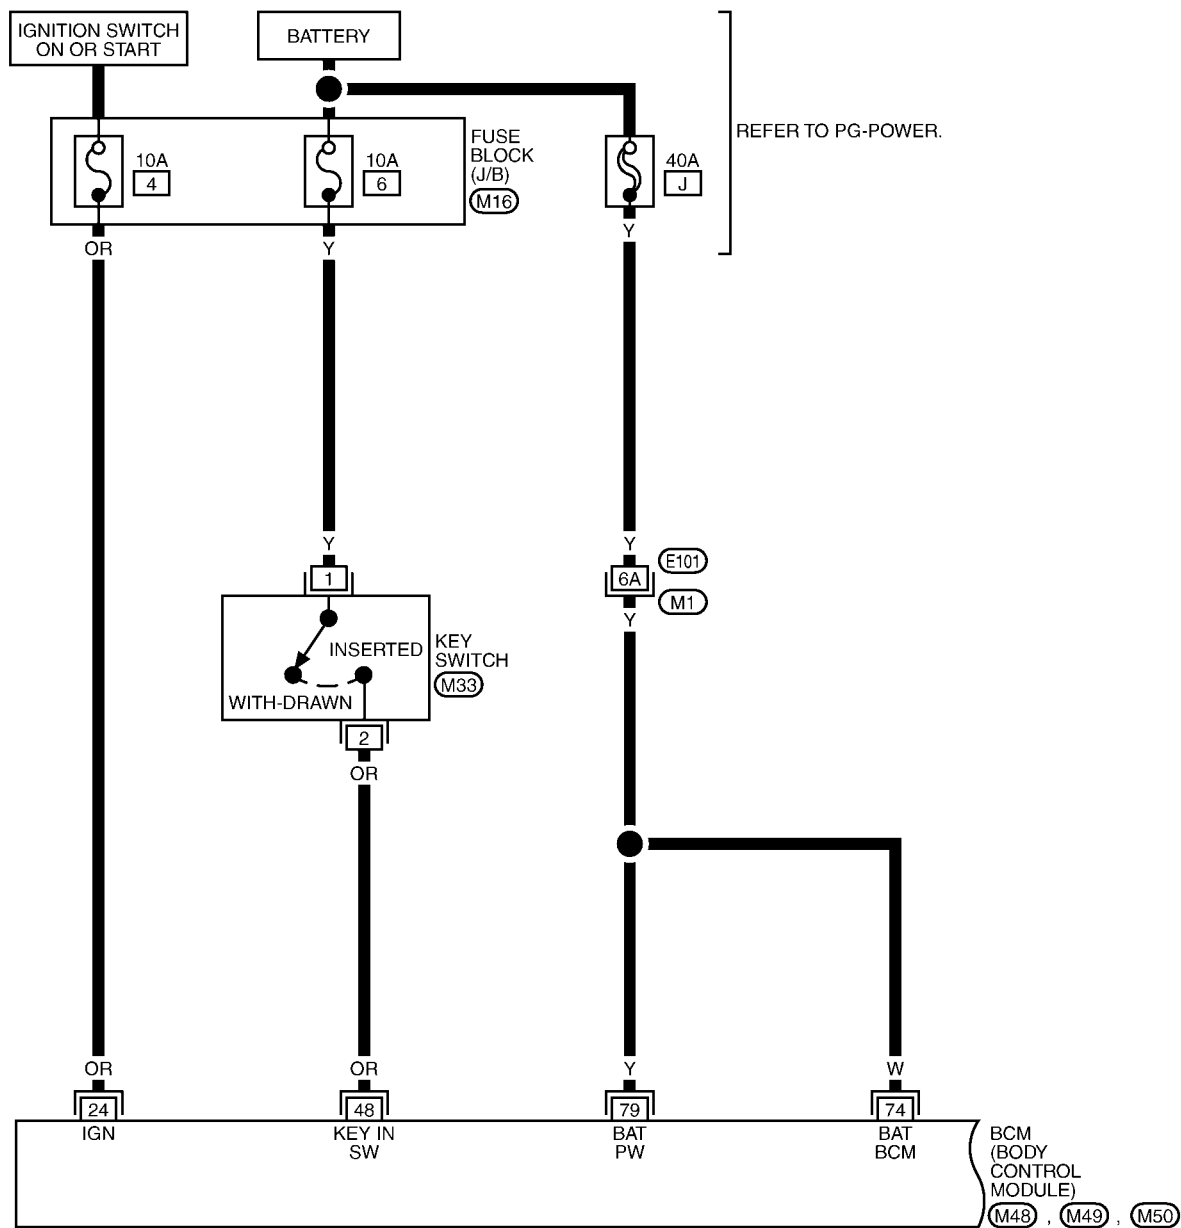 IGNITION SWITCH
ON OR START
BATTERY
REFER TO PG-POWER.
10A
4
10A
6
FUSE
BLOCK
(J/B)
M16
40A
J
OR
Y
Y
Y
Y
1
6A
E101
M1
Y
INSERTED
WITH-DRAWN
KEY
SWITCH
M33
2
OR
OR
OR
Y
W
24
48
79
74
IGN
KEY IN
SW
BAT
PW
BAT
BCM
BCM
(BODY
CONTROL
MODULE)
M48 , M49 , M50